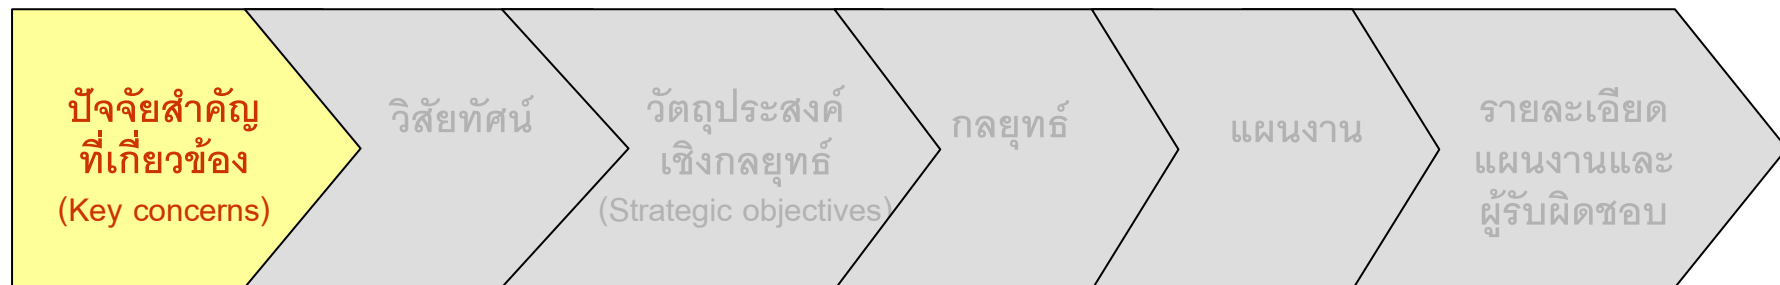 ปัจจัยสำคัญ
ที่เกี่ยวข้อง
(Key concerns)
วิสัยทัศน์
วัตถุประสงค์
เชิงกลยุทธ์
(Strategic objectives)
กลยุทธ์
แผนงาน
รายละเอียด
แผนงานและ
ผู้รับผิดชอบ